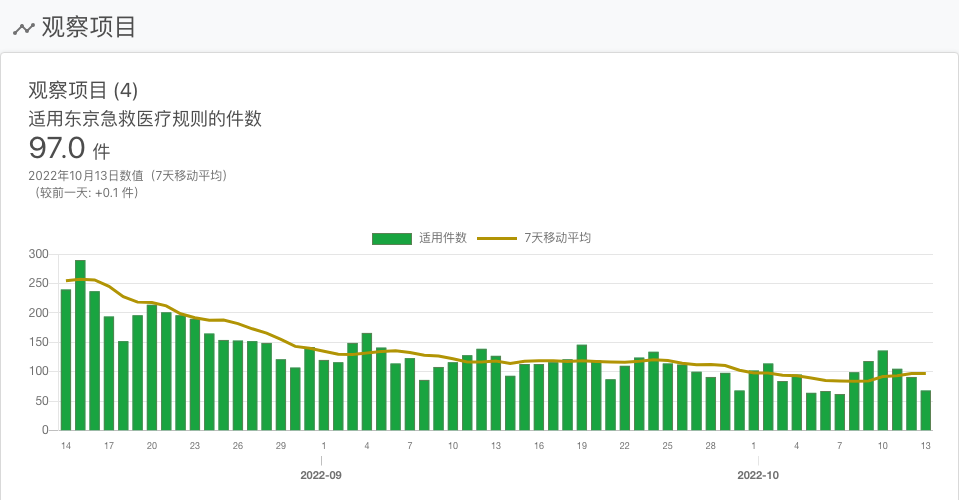 观察项目
观察项目 (4)
适用东京急救医疗规则的件数
97.0 件
2022年10月13日数值（7天移动平均）
（较前一天: +0.1 件）
适用件数 7天移动平均
300
250
200
150
100
50
0
14 17 20 23 26 29 1 4 7 10 13 16 19 22 25 28 1 4 7 10 13
2022-09 2022-10